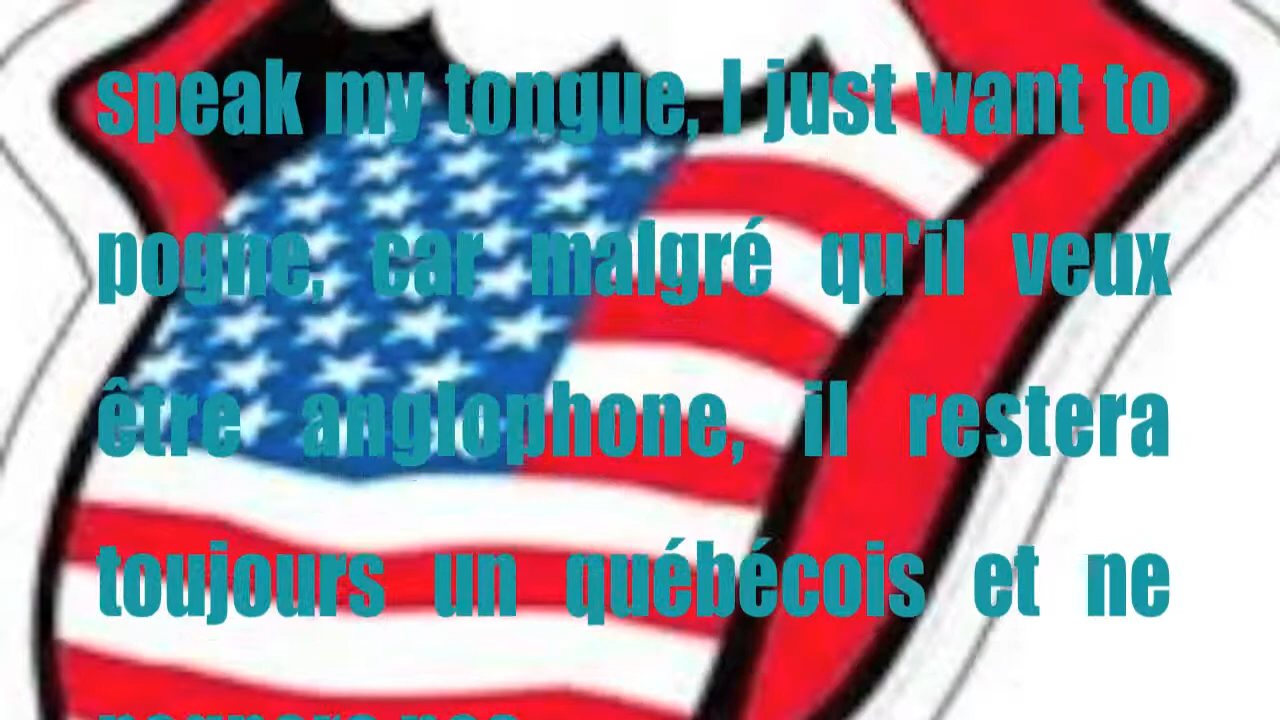 speak my tongue, I just want to
pogne, car malgré qu'il veux
être anglophone, il restera
toujours un québécois et ne